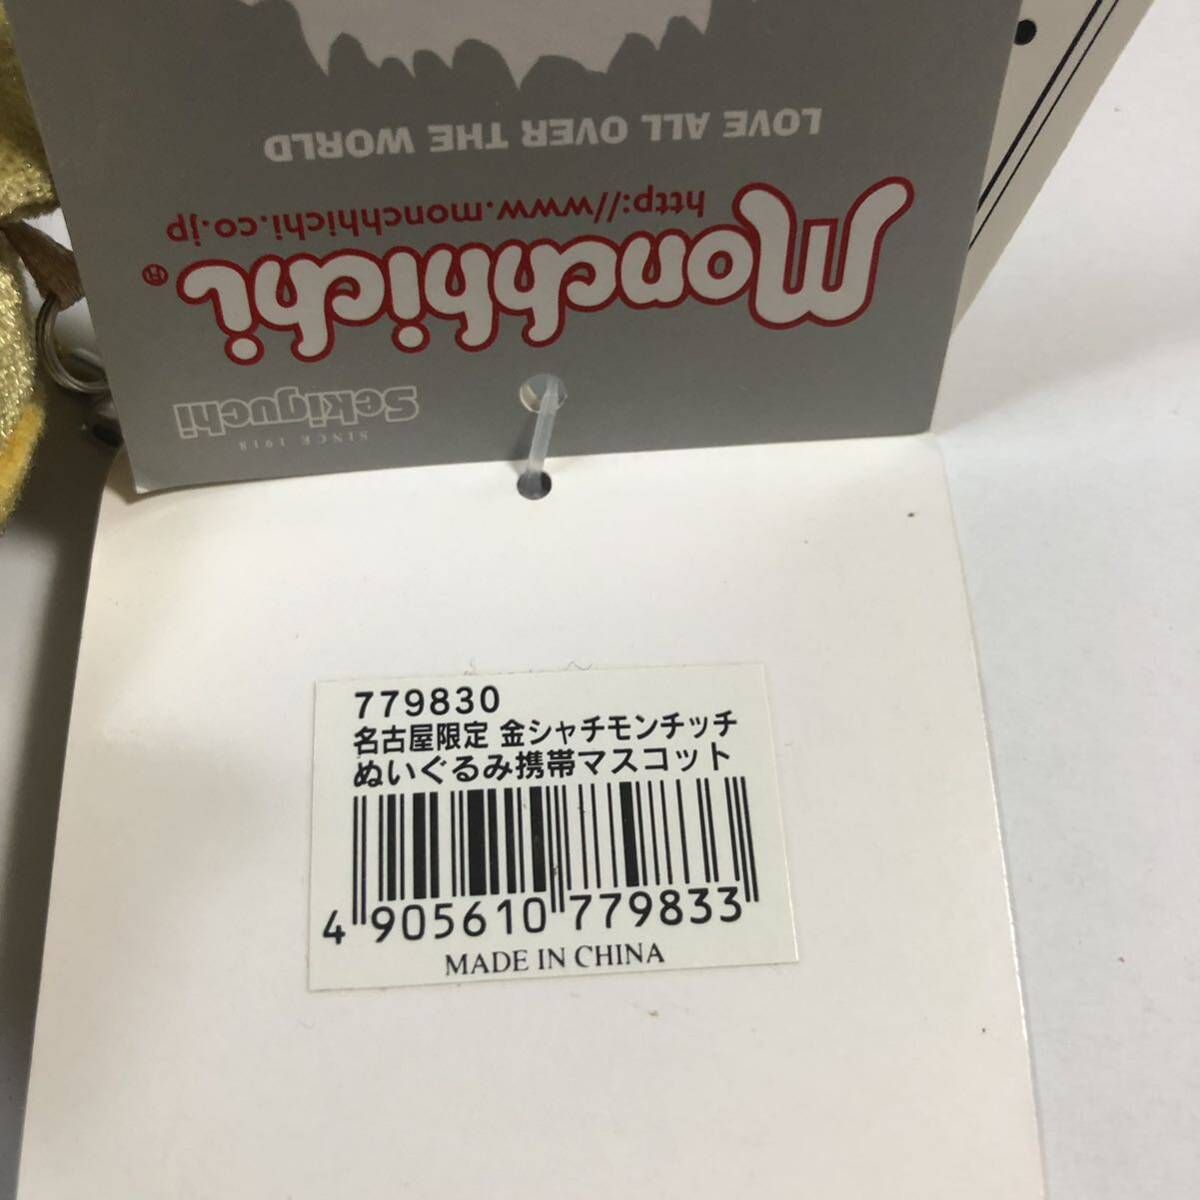 SINCE 1918
Sekiguchi
Monchhichi®
http://www.monchhichi.co.jp
LOVE ALL OVER THE WORLD
779830
名古屋限定 金シャチモンチッチ
ぬいぐるみ携帯マスコット
4 905610 779833
MADE IN CHINA